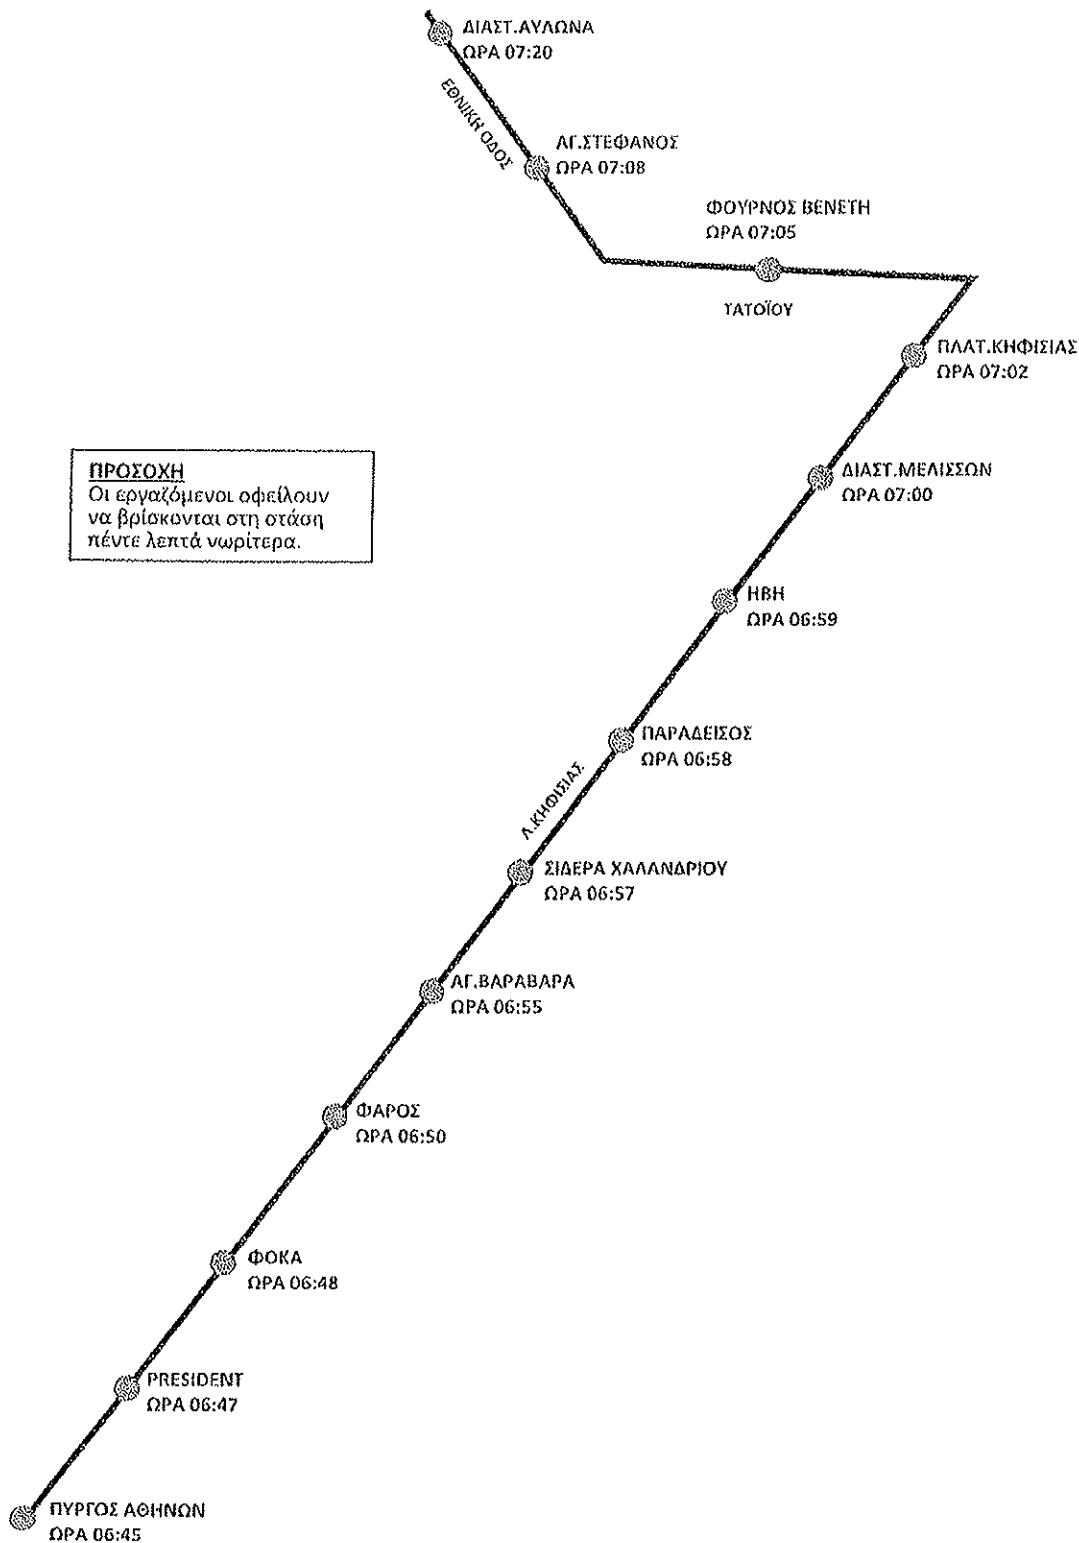 ΔΙΑΣΤ.ΑΥΛΩΝΑ
ΩΡΑ 07:20
ΕΘΝΙΚΗ ΟΔΟΣ
ΑΓ.ΣΤΕΦΑΝΟΣ
ΩΡΑ 07:08
ΦΟΥΡΝΟΣ ΒΕΝΕΤΗ
ΩΡΑ 07:05
ΤΑΤΟΪΟΥ
ΠΛΑΤ.ΚΗΦΙΣΙΑΣ
ΩΡΑ 07:02
ΠΡΟΣΟΧΗ
Οι εργαζόμενοι οφείλουν
να βρίσκονται στη στάση
πέντε λεπτά νωρίτερα.
ΔΙΑΣΤ.ΜΕΛΙΣΣΩΝ
ΩΡΑ 07:00
ΗΒΗ
ΩΡΑ 06:59
ΠΑΡΑΔΕΙΣΟΣ
ΩΡΑ 06:58
Λ.ΚΗΦΙΣΙΑΣ
ΣΙΔΕΡΑ ΧΑΛΑΝΔΡΙΟΥ
ΩΡΑ 06:57
ΑΓ.ΒΑΡΑΒΑΡΑ
ΩΡΑ 06:55
ΦΑΡΟΣ
ΩΡΑ 06:50
ΦΟΚΑ
ΩΡΑ 06:48
PRESIDENT
ΩΡΑ 06:47
ΠΥΡΓΟΣ ΑΘΗΝΩΝ
ΩΡΑ 06:45